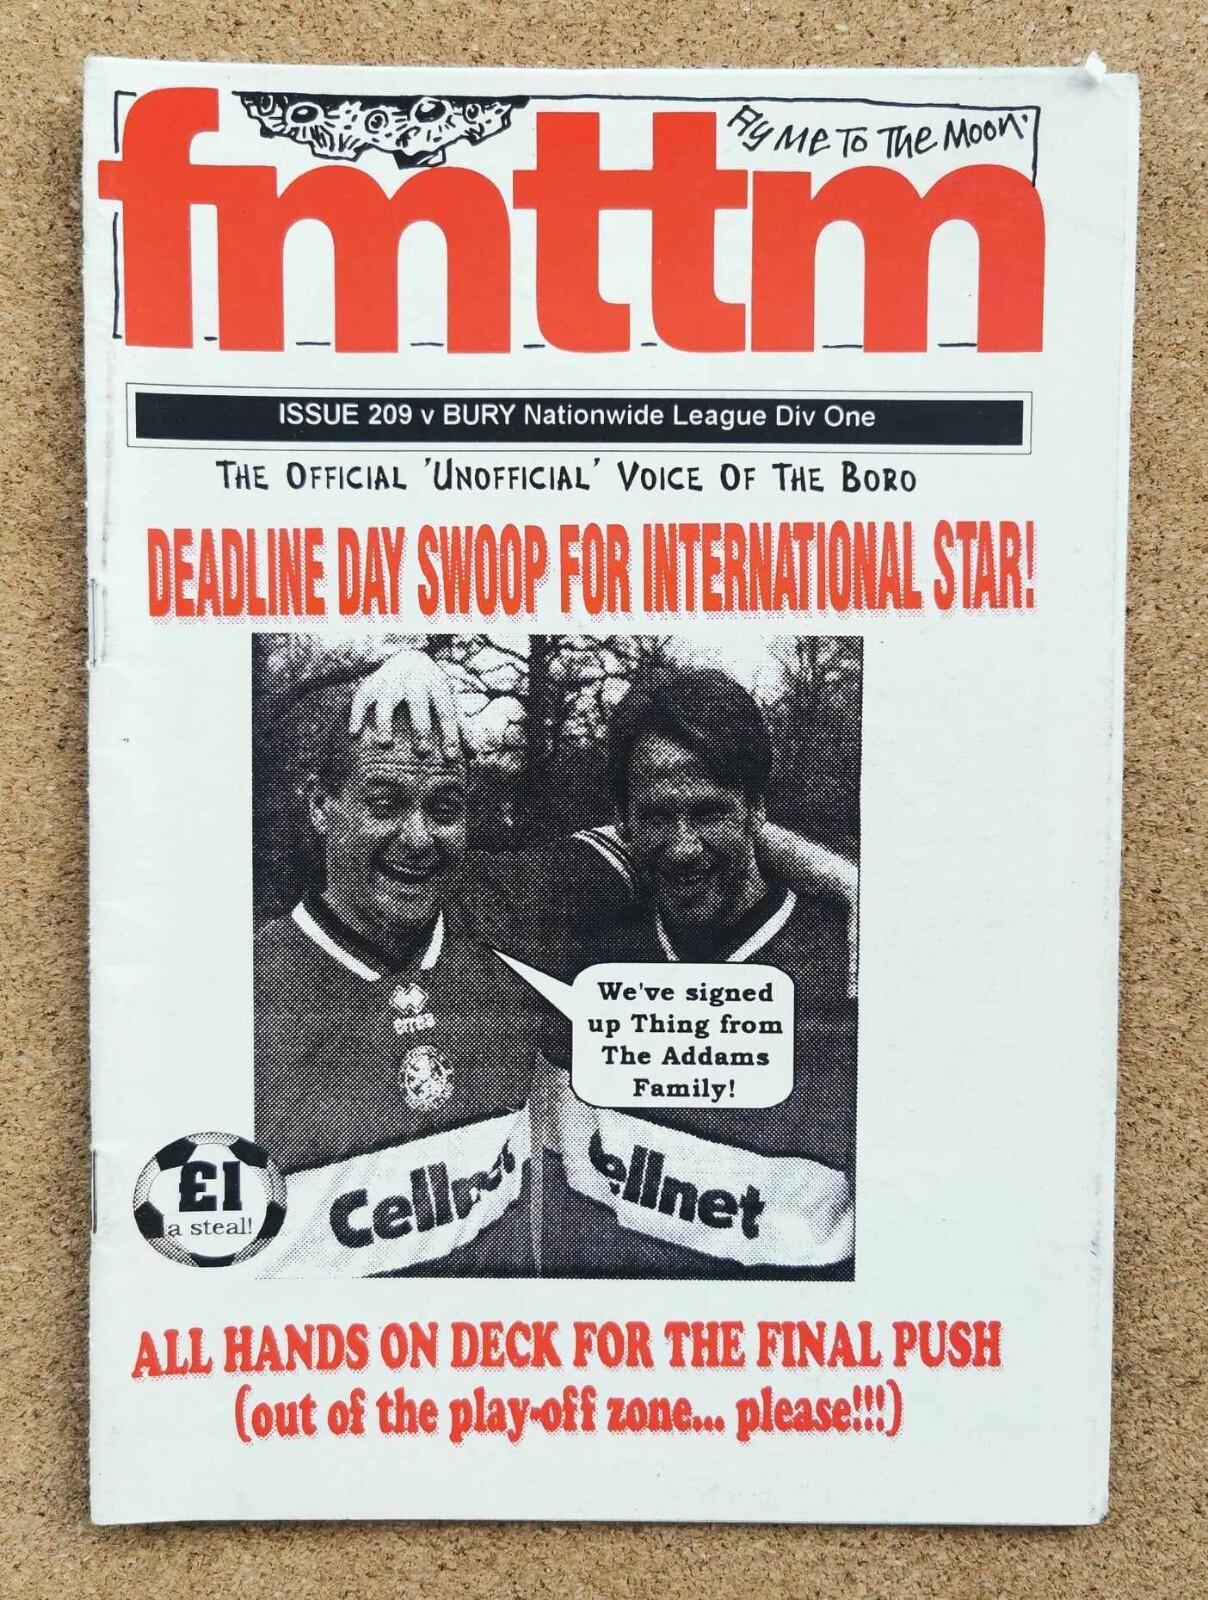 Fly Me To The Moon.
fmttm
ISSUE 209 v BURY Nationwide League Div One
The Official 'Unofficial' Voice Of The Boro
DEADLINE DAY SWOOP FOR INTERNATIONAL STAR!
We've signed
up Thing from
The Addams
Family!
errea
Cellnet
ellnet
£1
a steal!
ALL HANDS ON DECK FOR THE FINAL PUSH
(out of the play-off zone... please!!!)